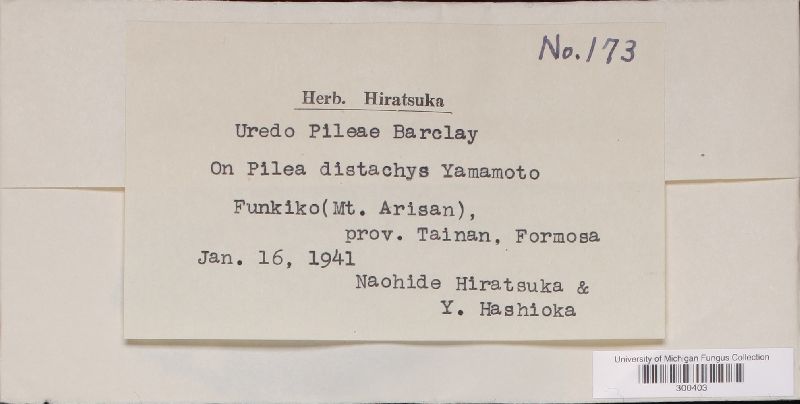 No. 173
Herb. Hiratsuka
Uredo Pileae Barclay
On Pilea distachys Yamamoto
Funkiko(Mt. Arisan),
prov. Tainan, Formosa
Jan. 16, 1941
Naohide Hiratsuka &
Y. Hashioka
University of Michigan Fungus Collection
300403